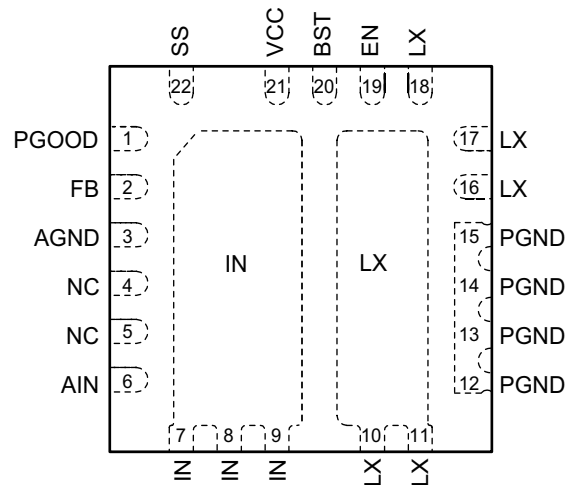 SS VCC BST EN LX
22 21 20 19 18
PGOOD 1 17 LX
FB 2 16 LX
AGND 3 15 PGND
IN LX
NC 4 14 PGND
NC 5 13 PGND
AIN 6 12 PGND
7 8 9 10 11
IN IN IN LX LX